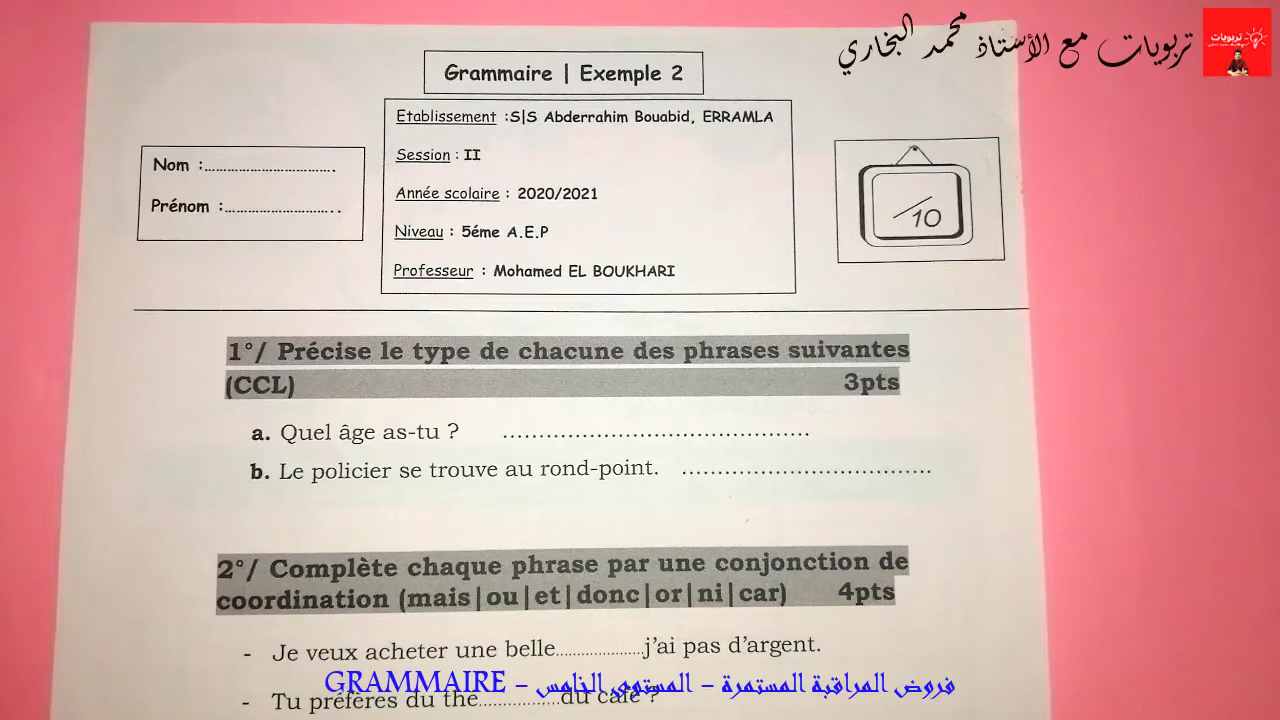 تربويات مع الأستاذ محمد البخاري
تربويات
Grammaire | Exemple 2
Etablissement :S|S Abderrahim Bouabid, ERRAMLA
Session : II
Année scolaire : 2020/2021
Niveau : 5éme A.E.P
Professeur : Mohamed EL BOUKHARI
Nom :……………………………….
Prénom :…………………………..
/10
1°/ Précise le type de chacune des phrases suivantes
(CCL) 3pts
a. Quel âge as-tu ? ……………………………………
b. Le policier se trouve au rond-point. ……………………………
2°/ Complète chaque phrase par une conjonction de
coordination (mais|ou|et|donc|or|ni|car) 4pts
- Je veux acheter une belle………………j’ai pas d’argent.
- Tu préfères du thé……………du café ?
فروض المراقبة المستمرة – المستوى الخامس – GRAMMAIRE